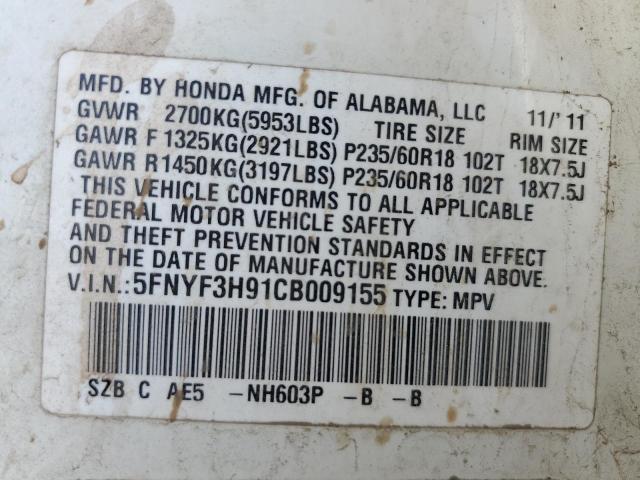 MFD. BY HONDA MFG. OF ALABAMA, LLC 11/'11
GVWR 2700KG(5953LBS) TIRE SIZE RIM SIZE
GAWR F 1325KG(2921LBS) P235/60R18 102T 18X7.5J
GAWR R 1450KG(3197LBS) P235/60R18 102T 18X7.5J
THIS VEHICLE CONFORMS TO ALL APPLICABLE
FEDERAL MOTOR VEHICLE SAFETY
AND THEFT PREVENTION STANDARDS IN EFFECT
ON THE DATE OF MANUFACTURE SHOWN ABOVE.
V.I.N.: 5FNYF3H91CB009155 TYPE: MPV
SZB C AE5 -NH603P -B -B